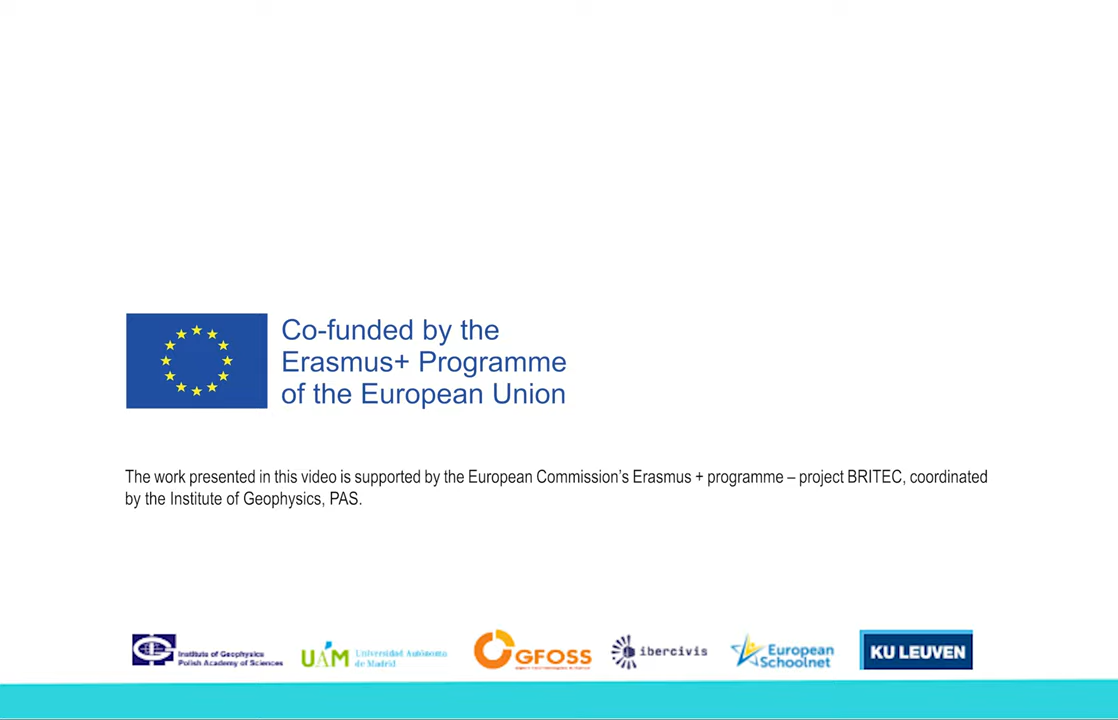 Co-funded by the
Erasmus+ Programme
of the European Union
The work presented in this video is supported by the European Commission’s Erasmus + programme – project BRITEC, coordinated
by the Institute of Geophysics, PAS.
Institute of Geophysics
Polish Academy of Sciences
UAM
Universidad Autónoma
de Madrid
GFOSS
ibercivis
European
Schoolnet
KU LEUVEN